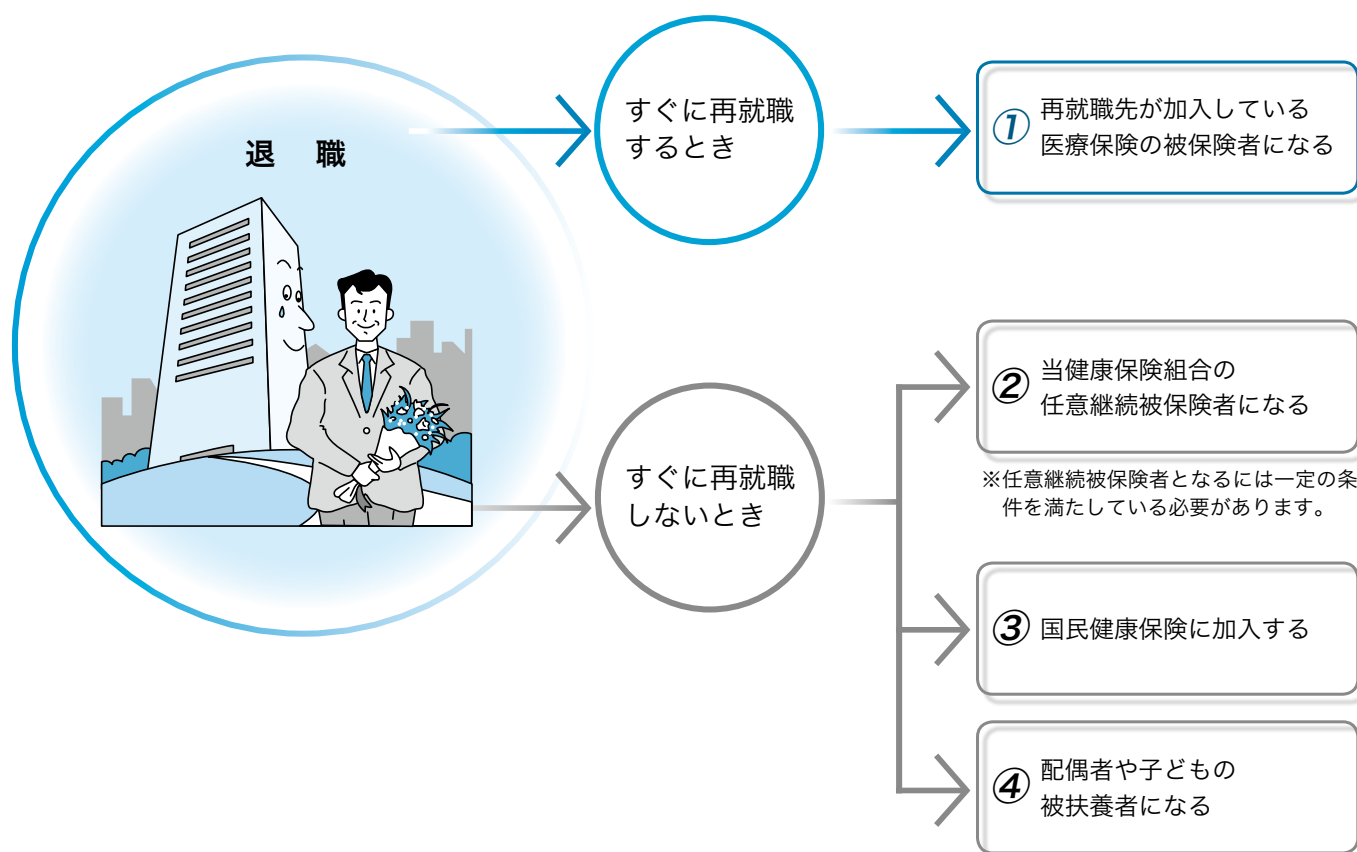 退　職
すぐに再就職
するとき
① 再就職先が加入している
医療保険の被保険者になる
すぐに再就職
しないとき
② 当健康保険組合の
任意継続被保険者になる
※任意継続被保険者となるには一定の条
件を満たしている必要があります。
③ 国民健康保険に加入する
④ 配偶者や子どもの
被扶養者になる